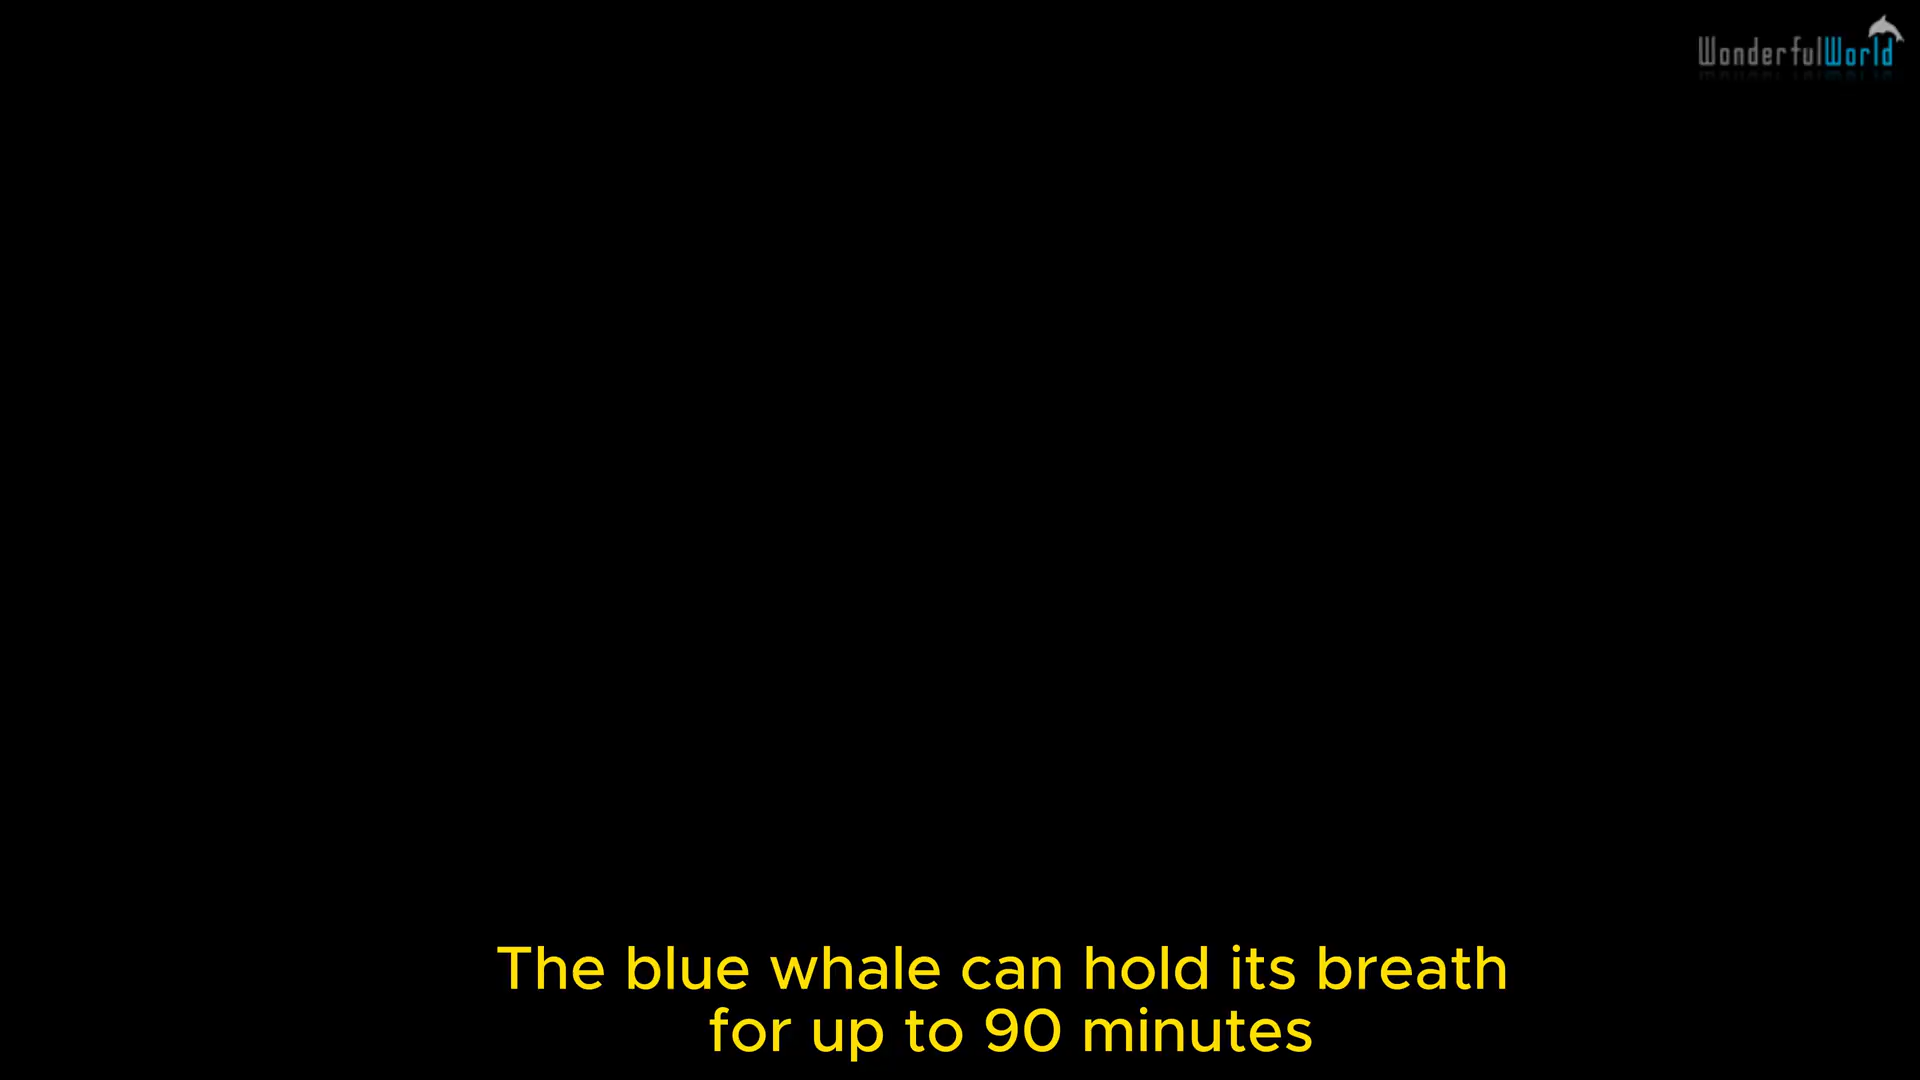 WonderfulWorld
The blue whale can hold its breath
for up to 90 minutes